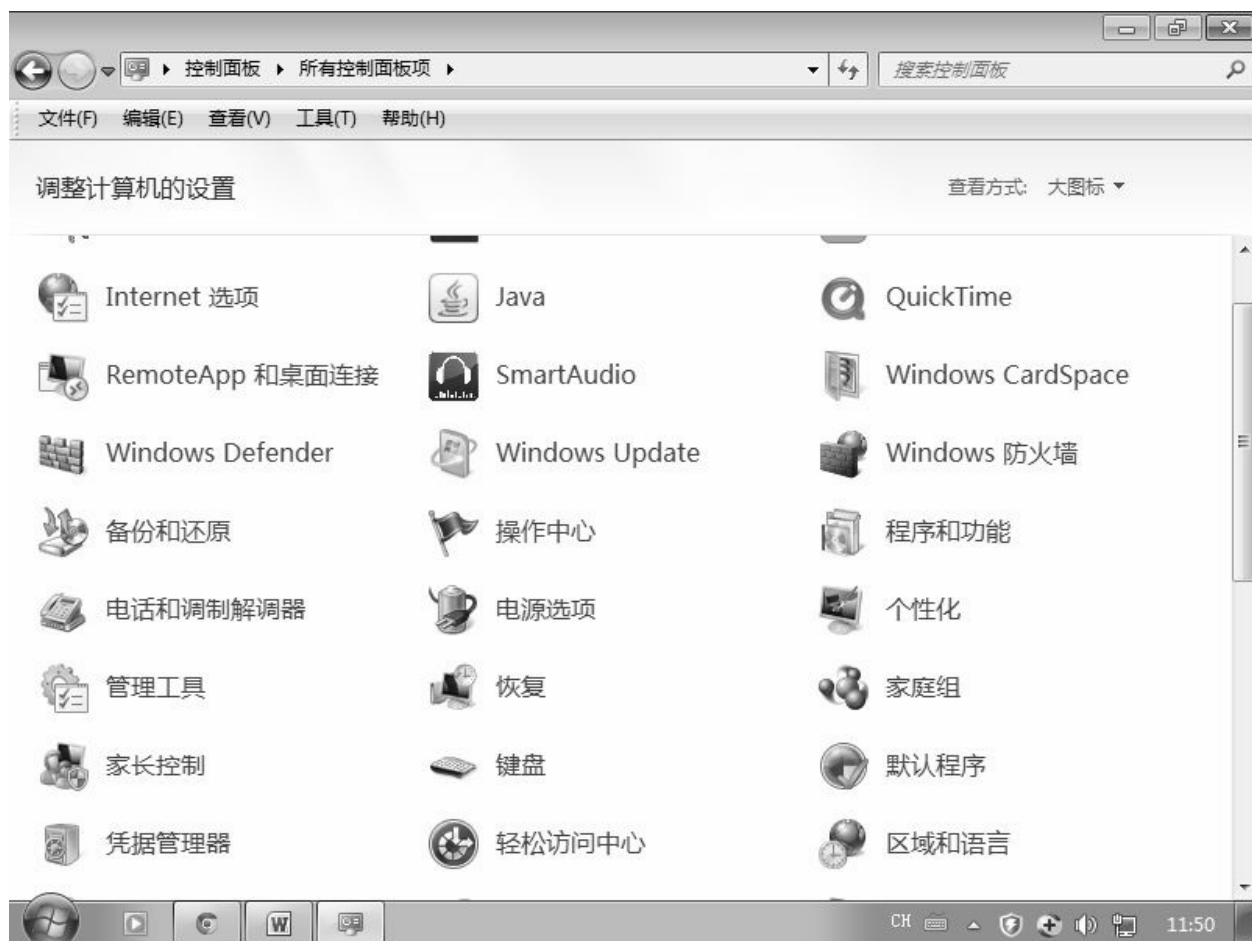 控制面板 所有控制面板项 搜索控制面板
文件(F) 编辑(E) 查看(V) 工具(T) 帮助(H)
调整计算机的设置 查看方式: 大图标
Internet 选项 Java QuickTime
RemoteApp 和桌面连接 SmartAudio Windows CardSpace
Windows Defender Windows Update Windows 防火墙
备份和还原 操作中心 程序和功能
电话和调制解调器 电源选项 个性化
管理工具 恢复 家庭组
家长控制 键盘 默认程序
凭据管理器 轻松访问中心 区域和语言
W CH 11:50